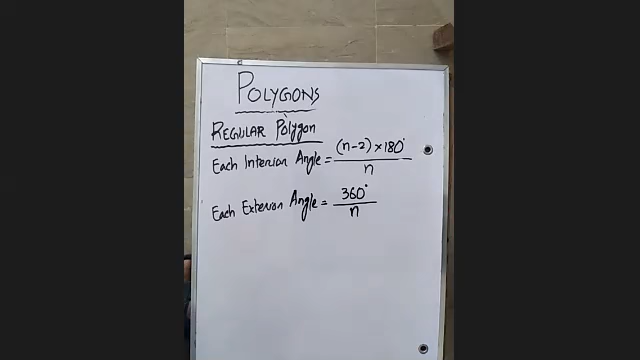 POLYGONS
REGULAR Polygon
Each Interior Angle = (n-2)×180° / n
Each Exterior Angle = 360° / n